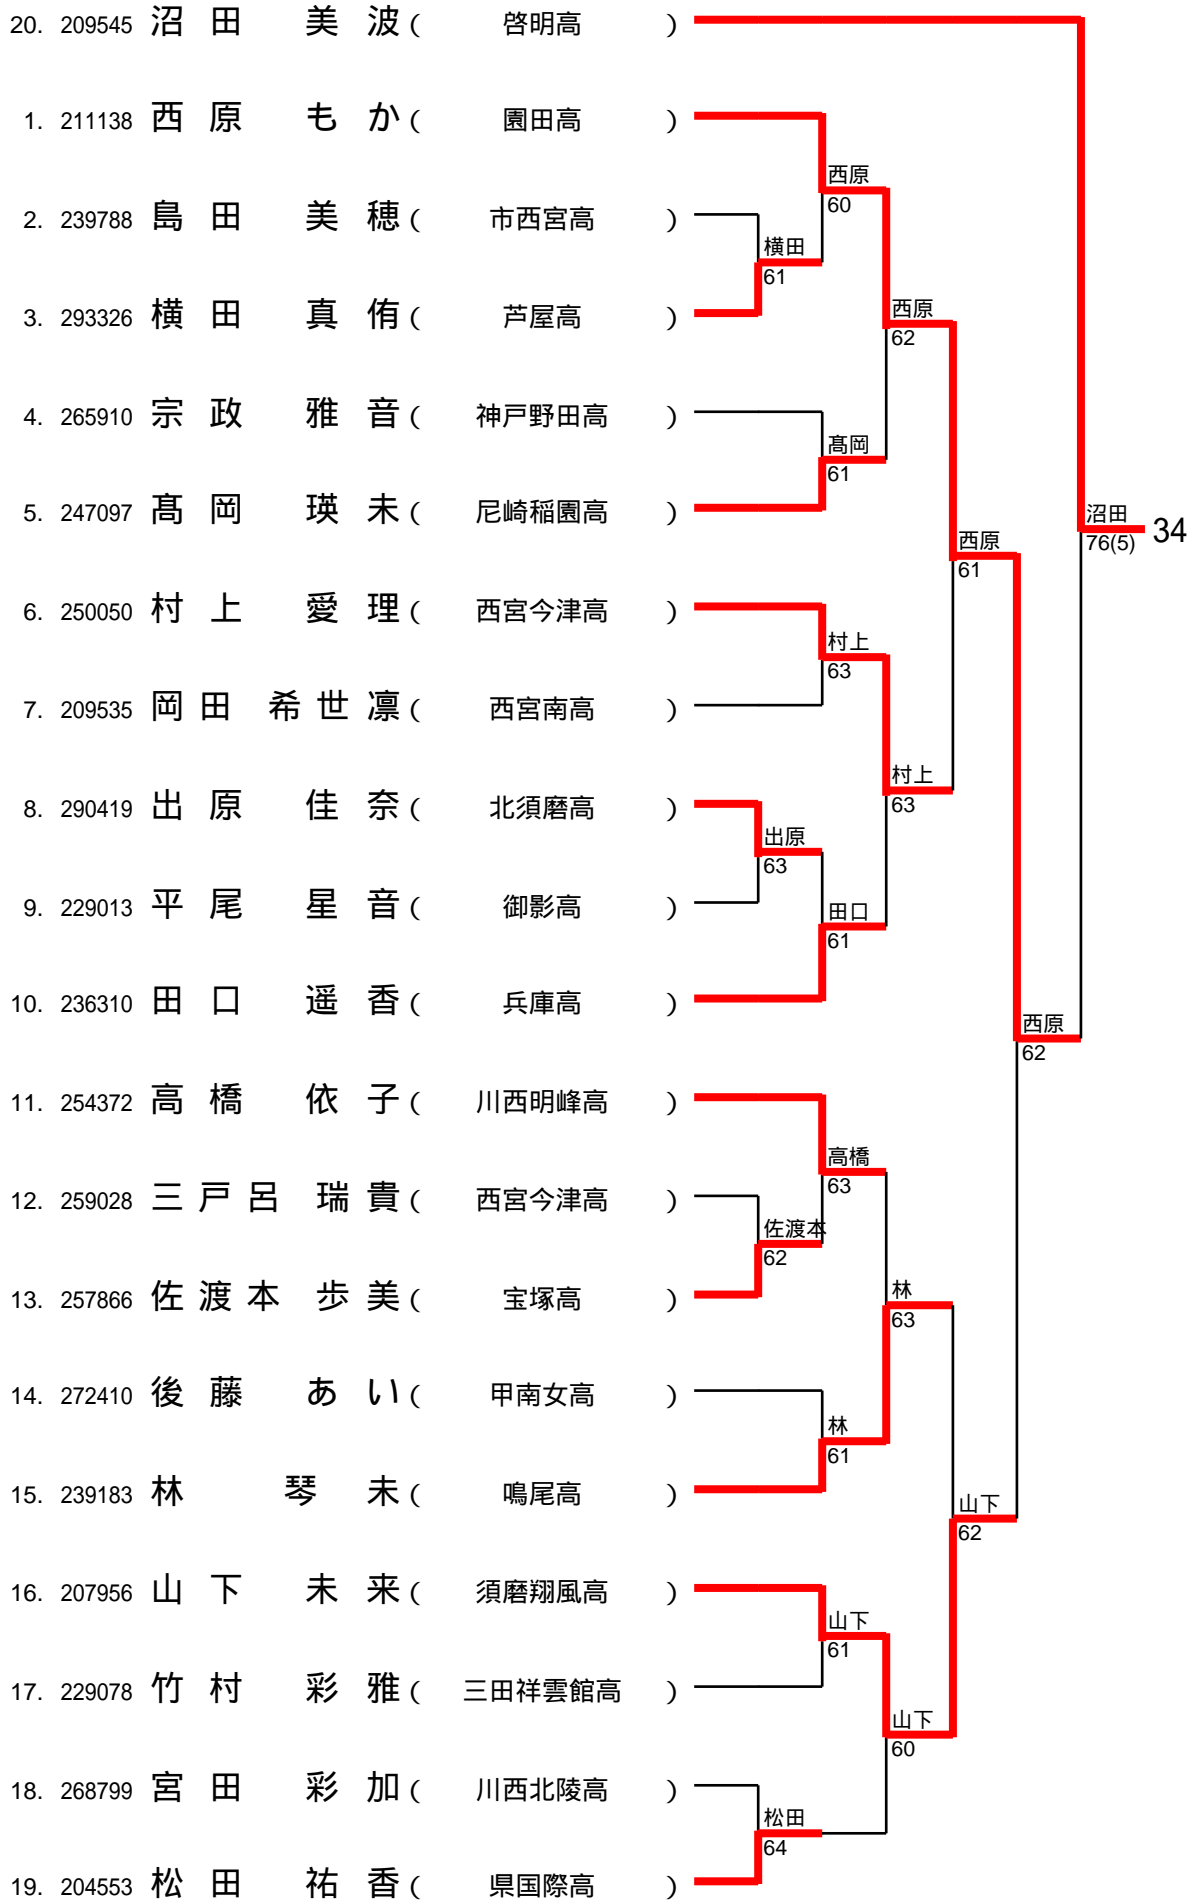 20. 209545 沼田 美波( 啓明高 )
1. 211138 西原 もか( 園田高 )
西原
60
2. 239788 島田 美穂( 市西宮高 )
横田
61
3. 293326 横田 真侑( 芦屋高 )
西原
62
4. 265910 宗政 雅音( 神戸野田高 )
髙岡
61
5. 247097 髙岡 瑛未( 尼崎稲園高 )
沼田
76(5)
34
西原
61
6. 250050 村上 愛理( 西宮今津高 )
村上
63
7. 209535 岡田 希世凛( 西宮南高 )
村上
63
8. 290419 出原 佳奈( 北須磨高 )
出原
63
9. 229013 平尾 星音( 御影高 )
田口
61
10. 236310 田口 遥香( 兵庫高 )
西原
62
11. 254372 高橋 依子( 川西明峰高 )
高橋
63
12. 259028 三戸呂 瑞貴( 西宮今津高 )
佐渡本
62
13. 257866 佐渡本 歩美( 宝塚高 )
林
63
14. 272410 後藤 あい( 甲南女高 )
林
61
15. 239183 林 琴未( 鳴尾高 )
山下
62
16. 207956 山下 未来( 須磨翔風高 )
山下
61
17. 229078 竹村 彩雅( 三田祥雲館高 )
山下
60
18. 268799 宮田 彩加( 川西北陵高 )
松田
64
19. 204553 松田 祐香( 県国際高 )